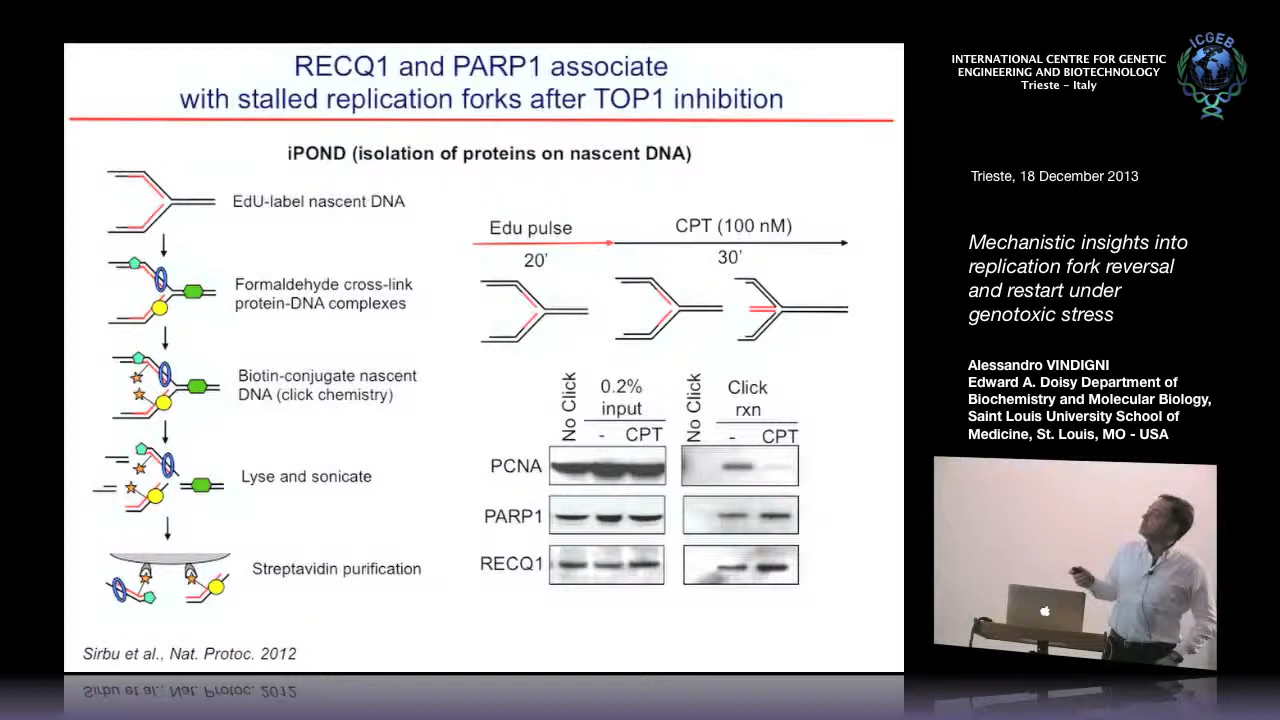 RECQ1 and PARP1 associate
with stalled replication forks after TOP1 inhibition
iPOND (isolation of proteins on nascent DNA)
EdU-label nascent DNA
Formaldehyde cross-link
protein-DNA complexes
Biotin-conjugate nascent
DNA (click chemistry)
Lyse and sonicate
Streptavidin purification
Sirbu et al., Nat. Protoc. 2012
Edu pulse
CPT (100 nM)
20'
30'
No Click
0.2%
input
- CPT
No Click
Click
rxn
- CPT
PCNA
PARP1
RECQ1
INTERNATIONAL CENTRE FOR GENETIC
ENGINEERING AND BIOTECHNOLOGY
Trieste - Italy
ICGEB
Trieste, 18 December 2013
Mechanistic insights into
replication fork reversal
and restart under
genotoxic stress
Alessandro VINDIGNI
Edward A. Doisy Department of
Biochemistry and Molecular Biology,
Saint Louis University School of
Medicine, St. Louis, MO - USA